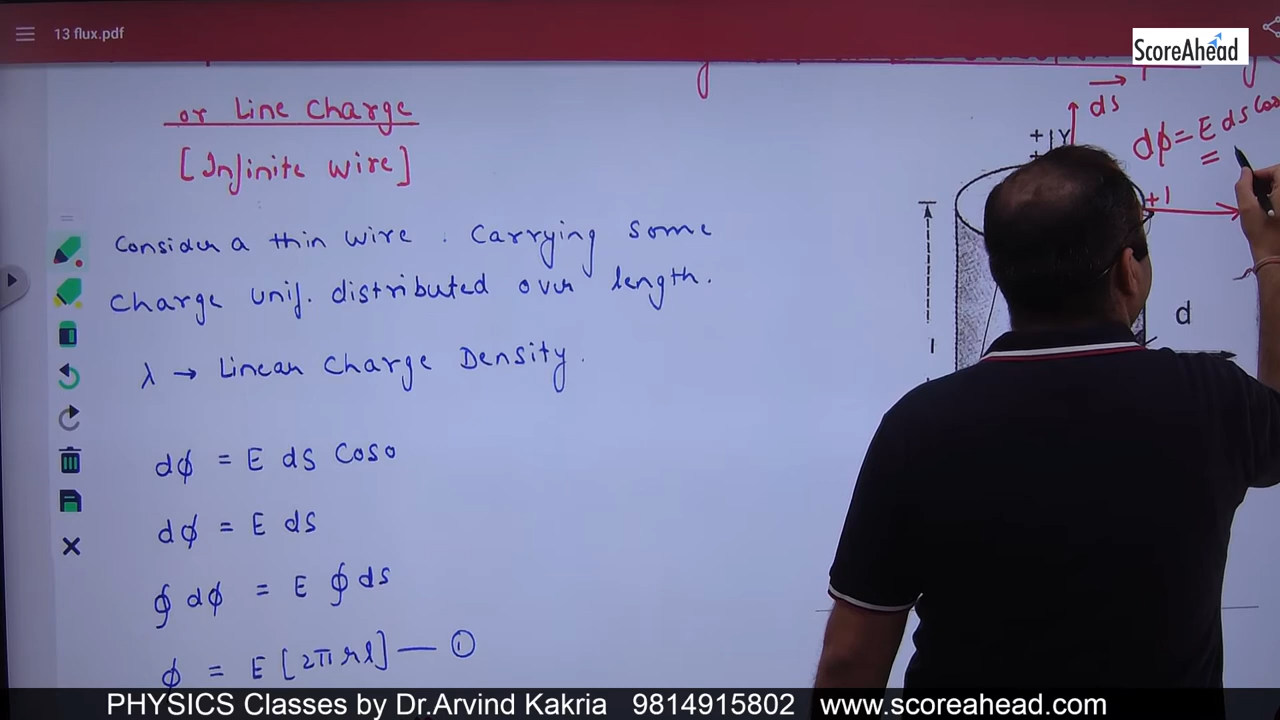 13 flux.pdf
ScoreAhead
or Line Charge
[Infinite wire]
Consider a thin wire . Carrying some
Charge unif. distributed over length.
λ → Linear Charge Density.
dϕ = E ds Cos0
dϕ = E ds
∮ dϕ = E ∮ ds
ϕ = E [2πrl] — ①
ds
+
Y
dϕ = E ds Cos
=
+1
l
d
PHYSICS Classes by Dr.Arvind Kakria 9814915802 www.scoreahead.com